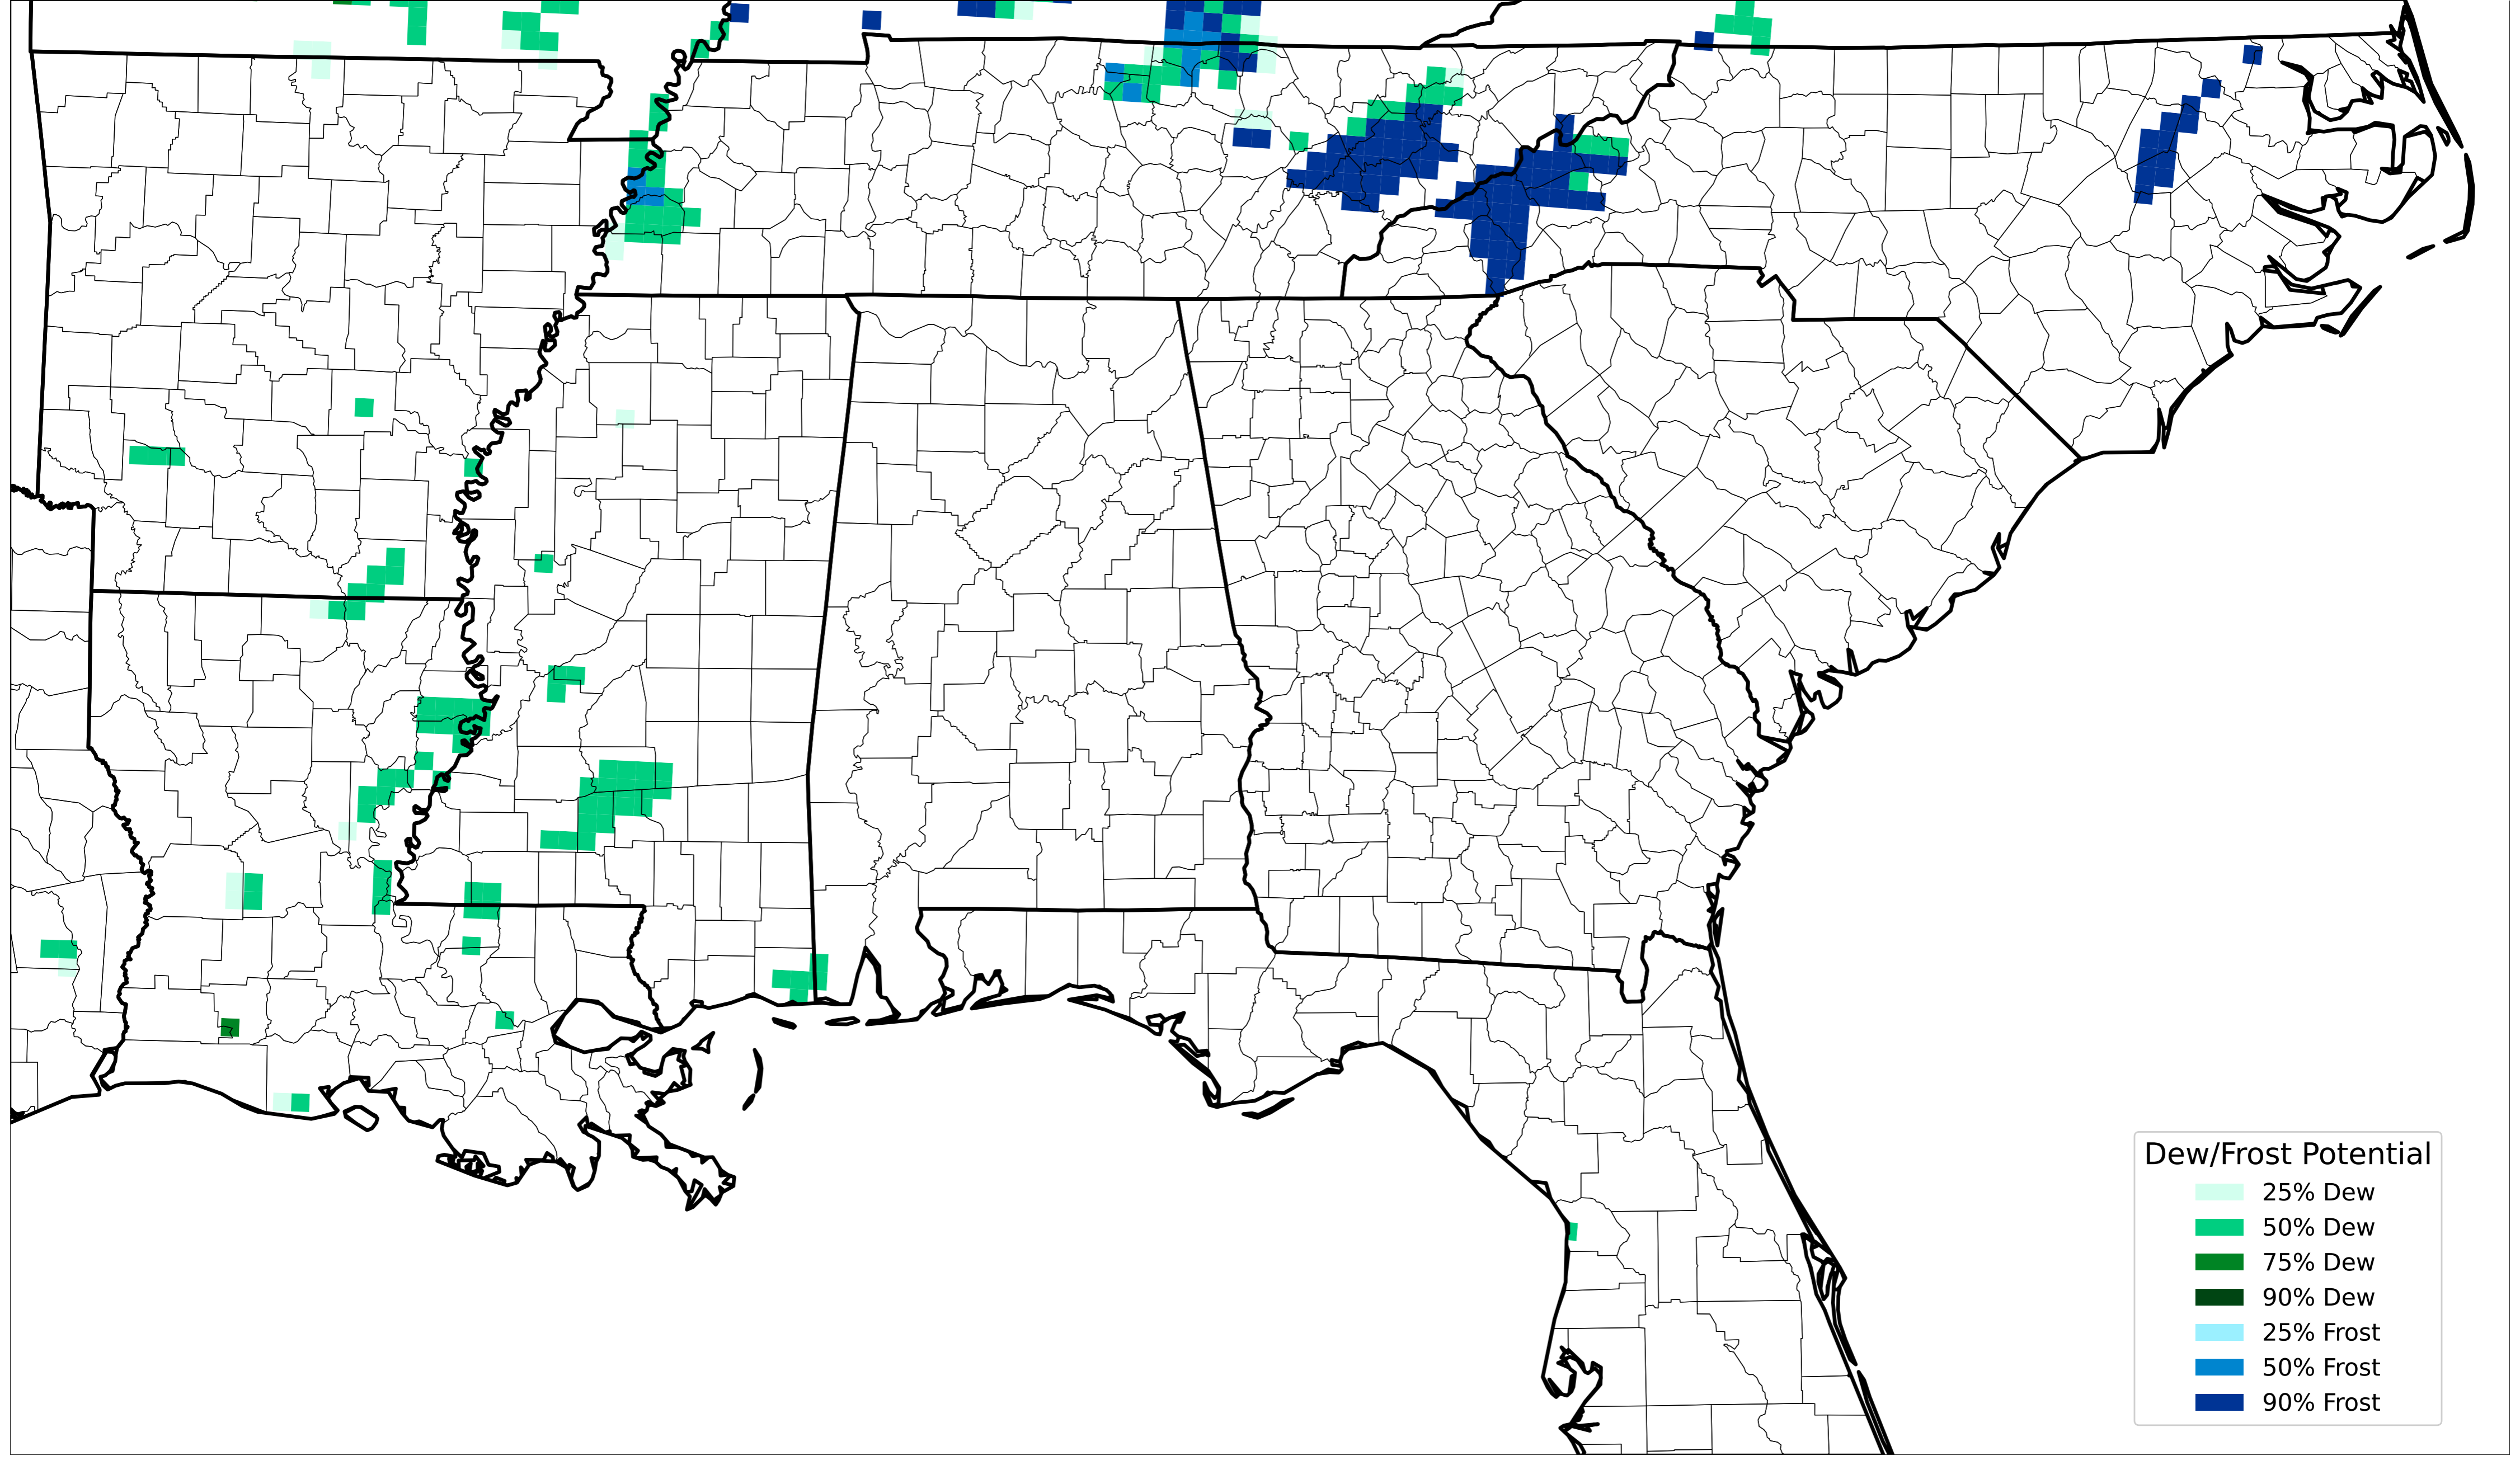 Dew/Frost Potential
25% Dew
50% Dew
75% Dew
90% Dew
25% Frost
50% Frost
90% Frost